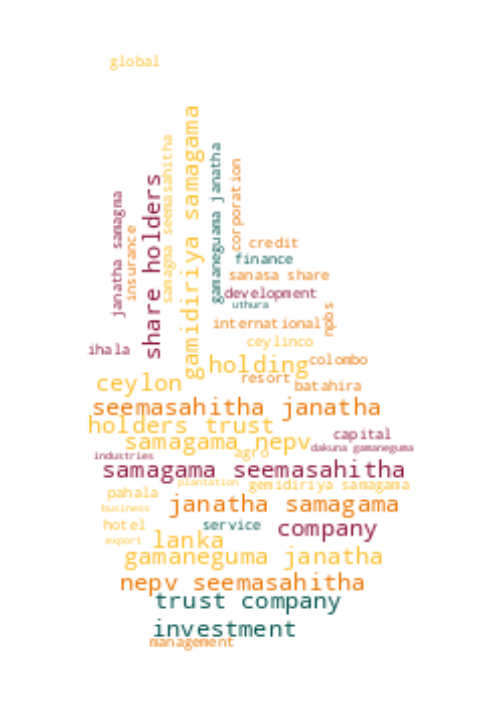 global
gamidiriya samagama
samagma seemasahitha
gamaneguama janatha
corporation
share holders
janatha samagma
insurance
credit
finance
sanasa share
development
uthura
npbs
international
ceylinco
ihala
holding
colombo
resort
ceylon
batahira
seemasahitha janatha
holders trust
capital
samagama nepv
dakuna gamaneguma
agro
industries
samagama seemasahitha
plantation
gemidiriya samagama
pahala
janatha samagama
business
hotel
service
company
lanka
export
gamaneguma janatha
nepv seemasahitha
trust company
investment
management